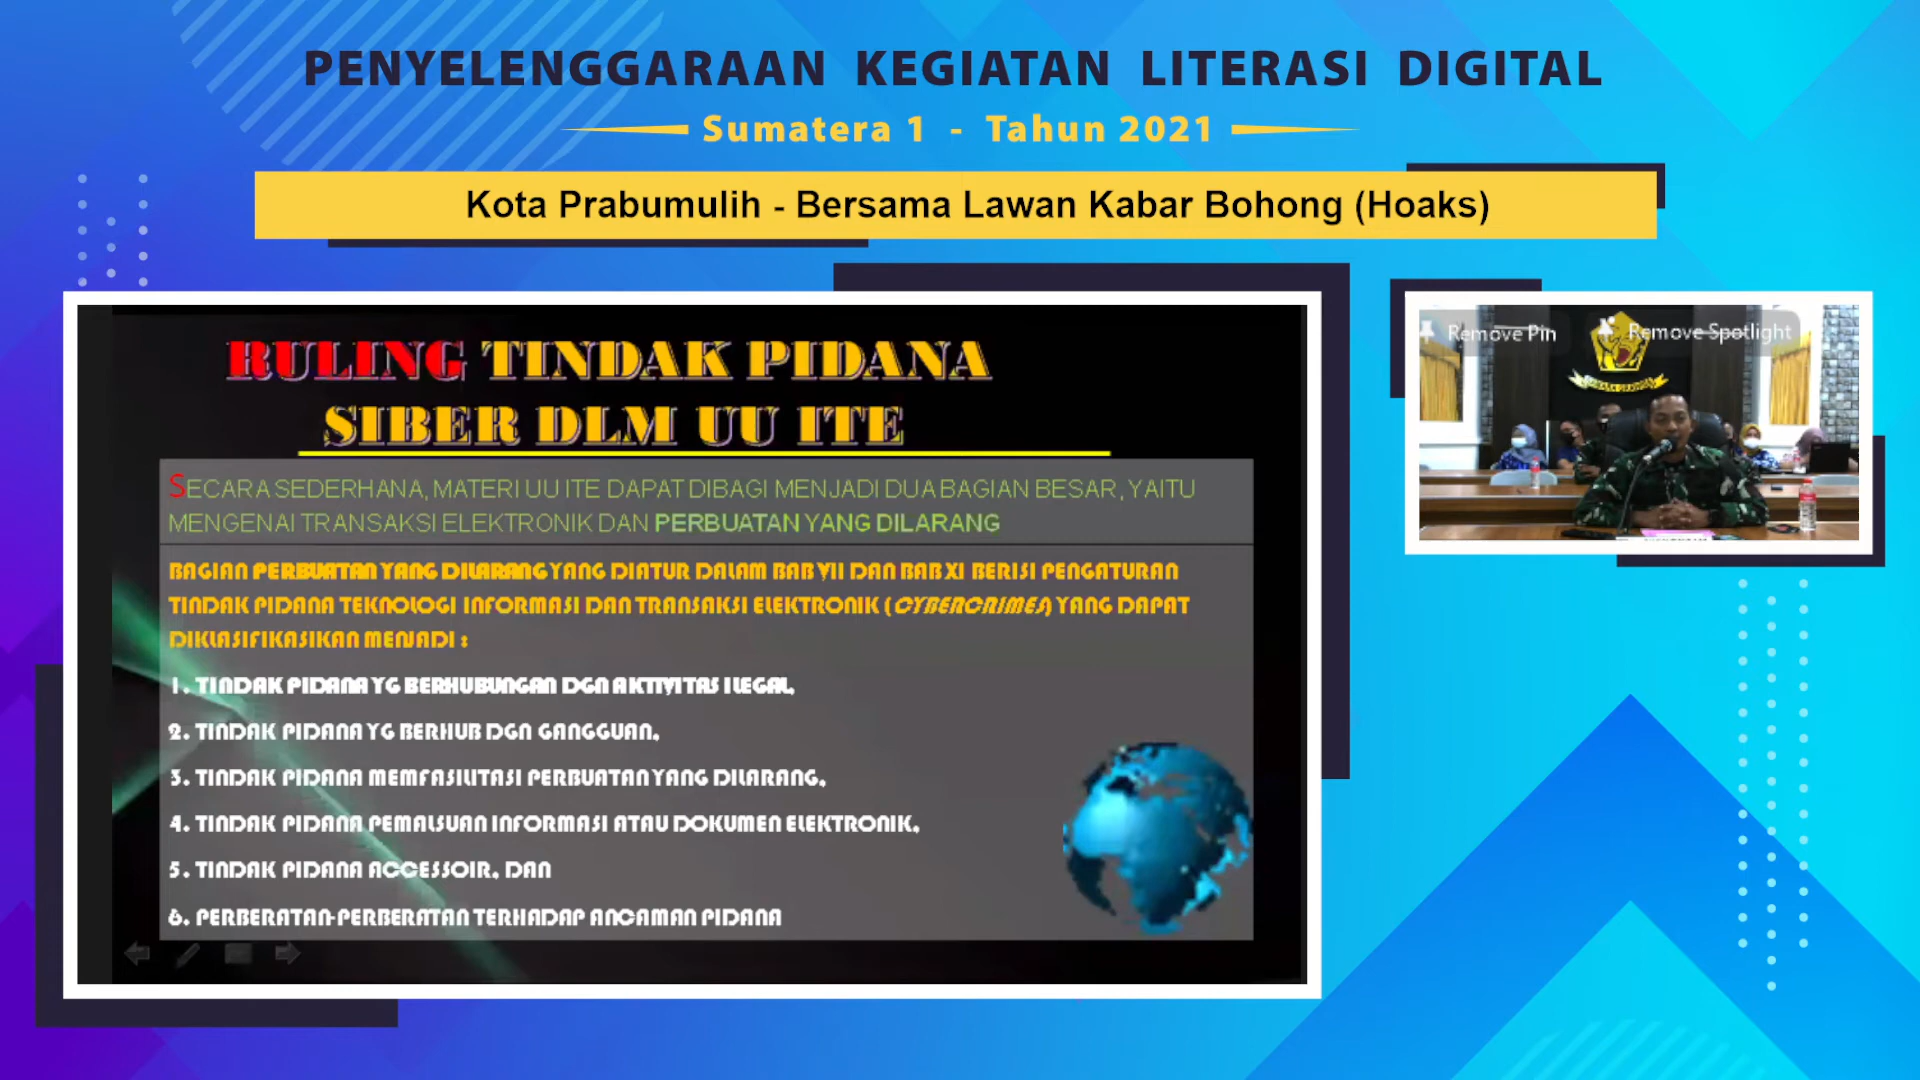 PENYELENGGARAAN KEGIATAN LITERASI DIGITAL
Sumatera 1 - Tahun 2021
Kota Prabumulih - Bersama Lawan Kabar Bohong (Hoaks)
Remove Pin
Remove Spotlight
RULING TINDAK PIDANA
SIBER DLM UU ITE
SECARA SEDERHANA, MATERI UU ITE DAPAT DIBAGI MENJADI DUA BAGIAN BESAR, YAITU
MENGENAI TRANSAKSI ELEKTRONIK DAN PERBUATAN YANG DILARANG
BAGIAN PERBUATAN YANG DILARANG YANG DIATUR DALAM BAB VII DAN BAB XI BERISI PENGATURAN
TINDAK PIDANA TEKNOLOGI INFORMASI DAN TRANSAKSI ELEKTRONIK (CYBERCRIMES) YANG DAPAT
DIKLASIFIKASIKAN MENJADI :
1. TINDAK PIDANA YG BERHUBUNGAN DGN AKTIVITAS ILEGAL,
2. TINDAK PIDANA YG BERHUB DGN GANGGUAN,
3. TINDAK PIDANA MEMFASILITASI PERBUATAN YANG DILARANG,
4. TINDAK PIDANA PEMALSUAN INFORMASI ATAU DOKUMEN ELEKTRONIK,
5. TINDAK PIDANA ACCESSOIR, DAN
6. PERBERATAN-PERBERATAN TERHADAP ANCAMAN PIDANA